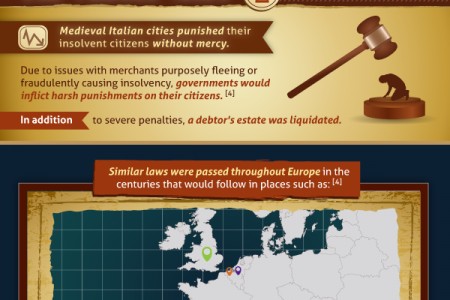 Medieval Italian cities punished their
insolvent citizens without mercy.
Due to issues with merchants purposely fleeing or
fraudulently causing insolvency, governments would
inflict harsh punishments on their citizens. [4]
In addition to severe penalties, a debtor's estate was liquidated.
Similar laws were passed throughout Europe in the
centuries that would follow in places such as: [4]